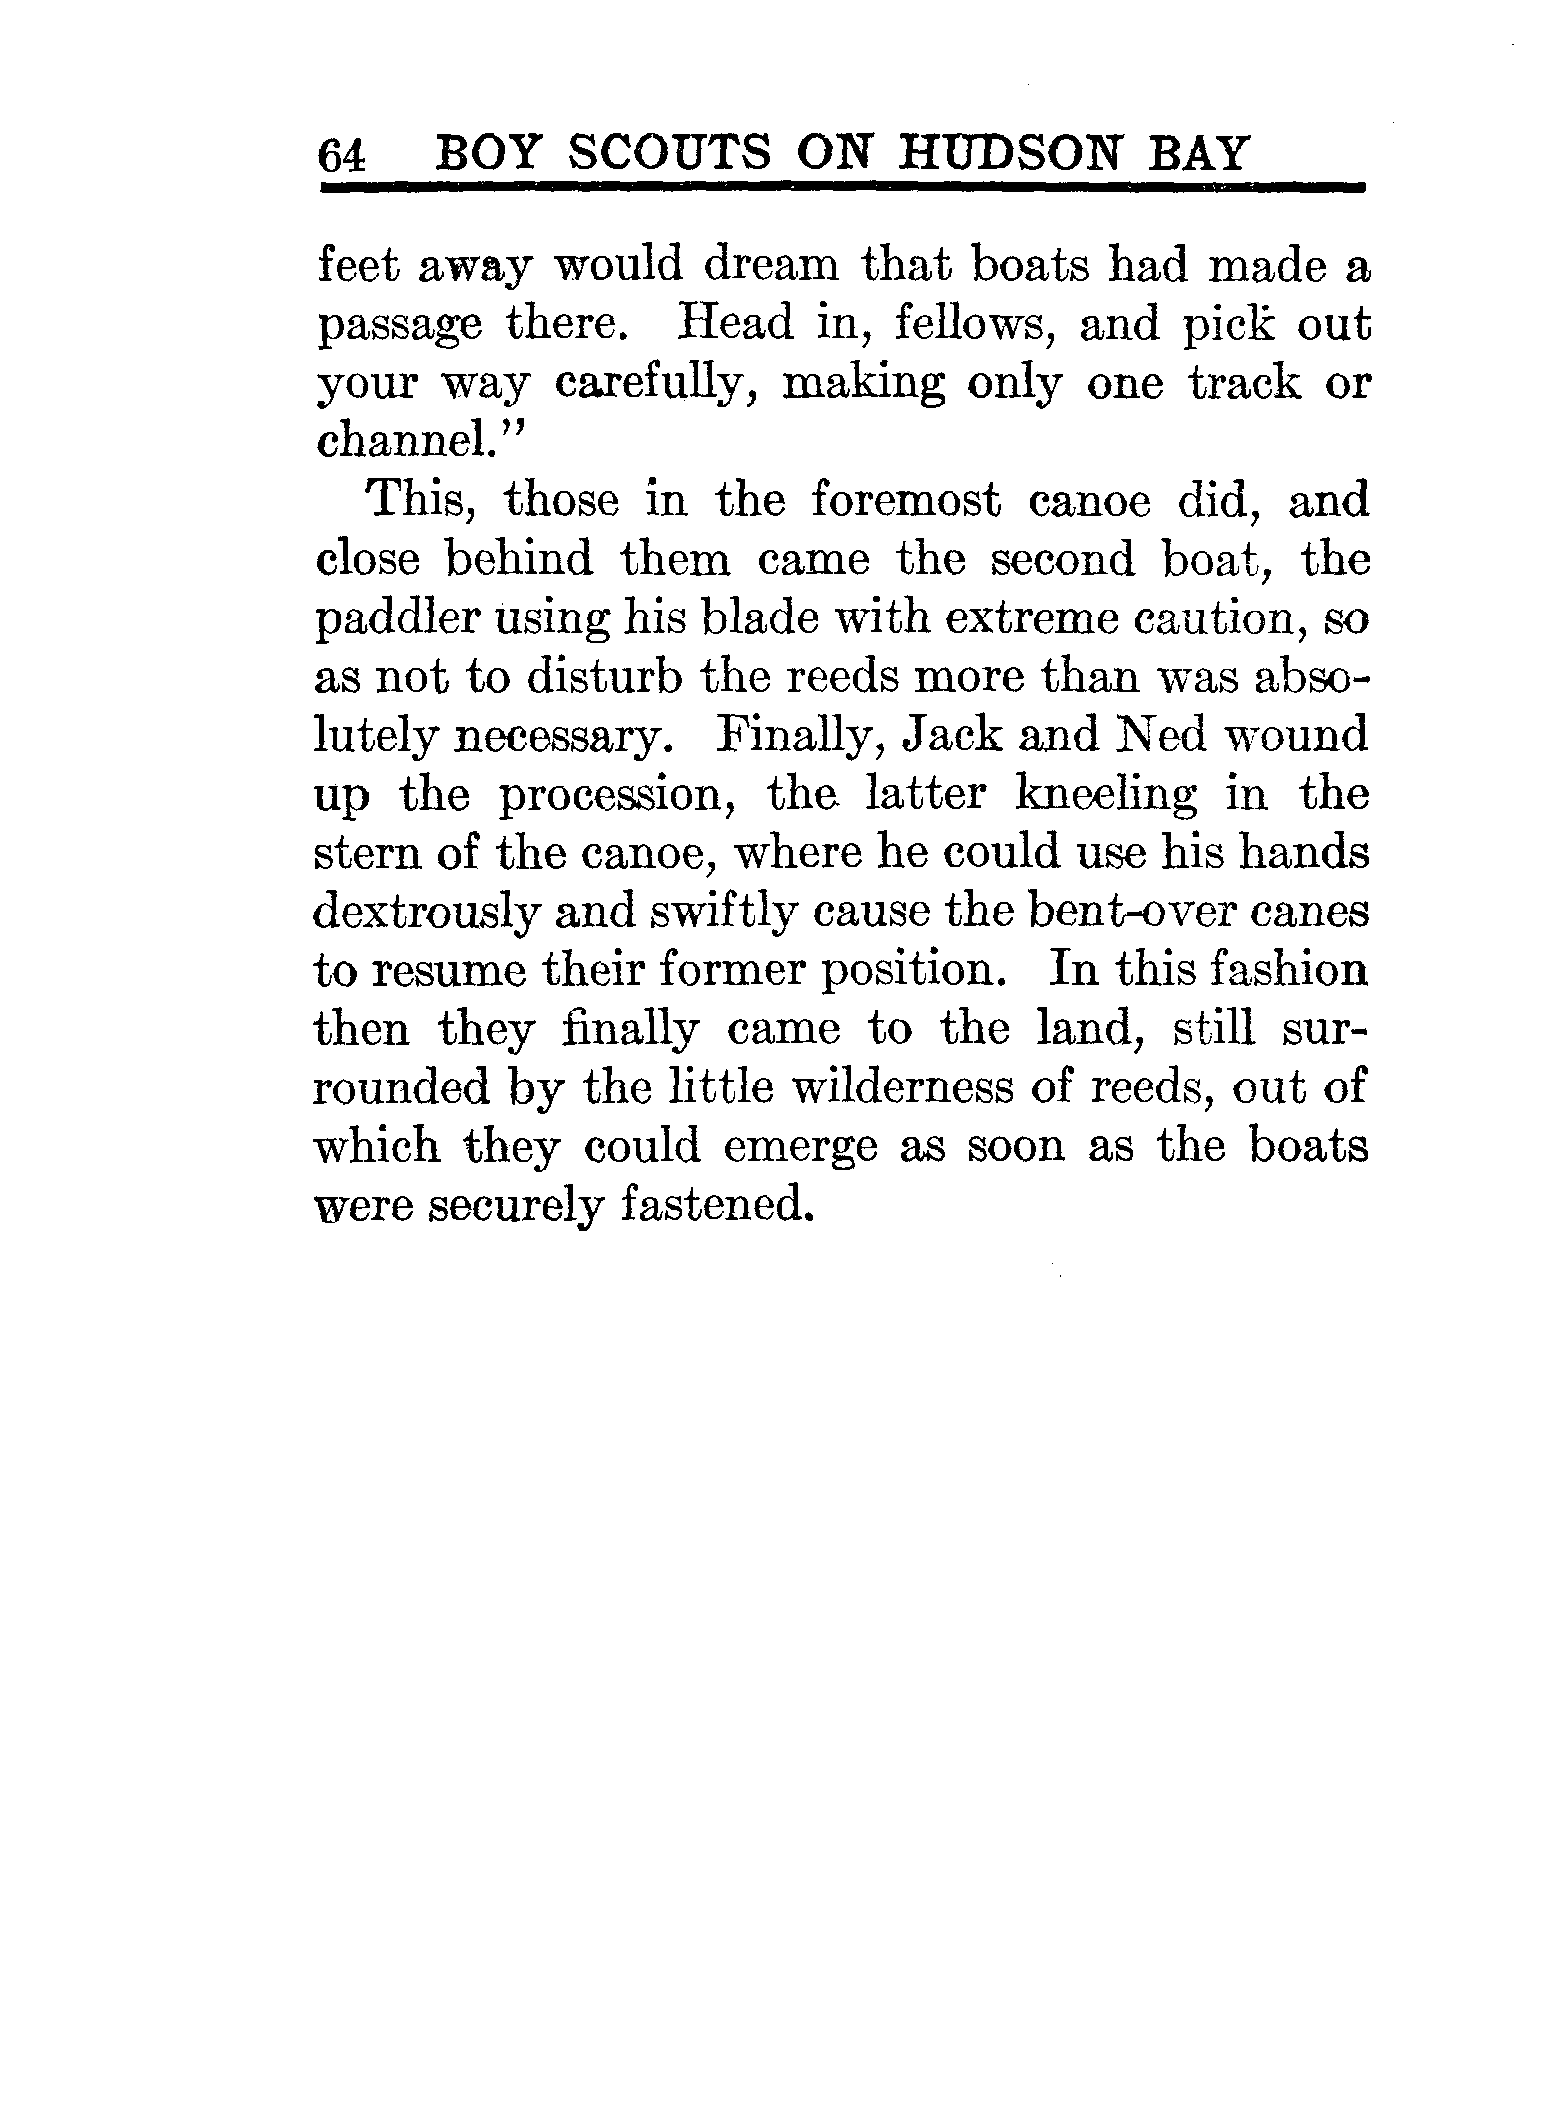 64 BOY SCOUTS ON HUDSON BAY
feet away would dream that boats had made a
passage there. Head in, fellows, and pick out
your way carefully, making only one track or
channel.”
This, those in the foremost canoe did, and
close behind them came the second boat, the
paddler using his blade with extreme caution, so
as not to disturb the reeds more than was abso-
lutely necessary. Finally, Jack and Ned wound
up the procession, the latter kneeling in the
stern of the canoe, where he could use his hands
dextrously and swiftly cause the bent-over canes
to resume their former position. In this fashion
then they finally came to the land, still sur-
rounded by the little wilderness of reeds, out of
which they could emerge as soon as the boats
were securely fastened.